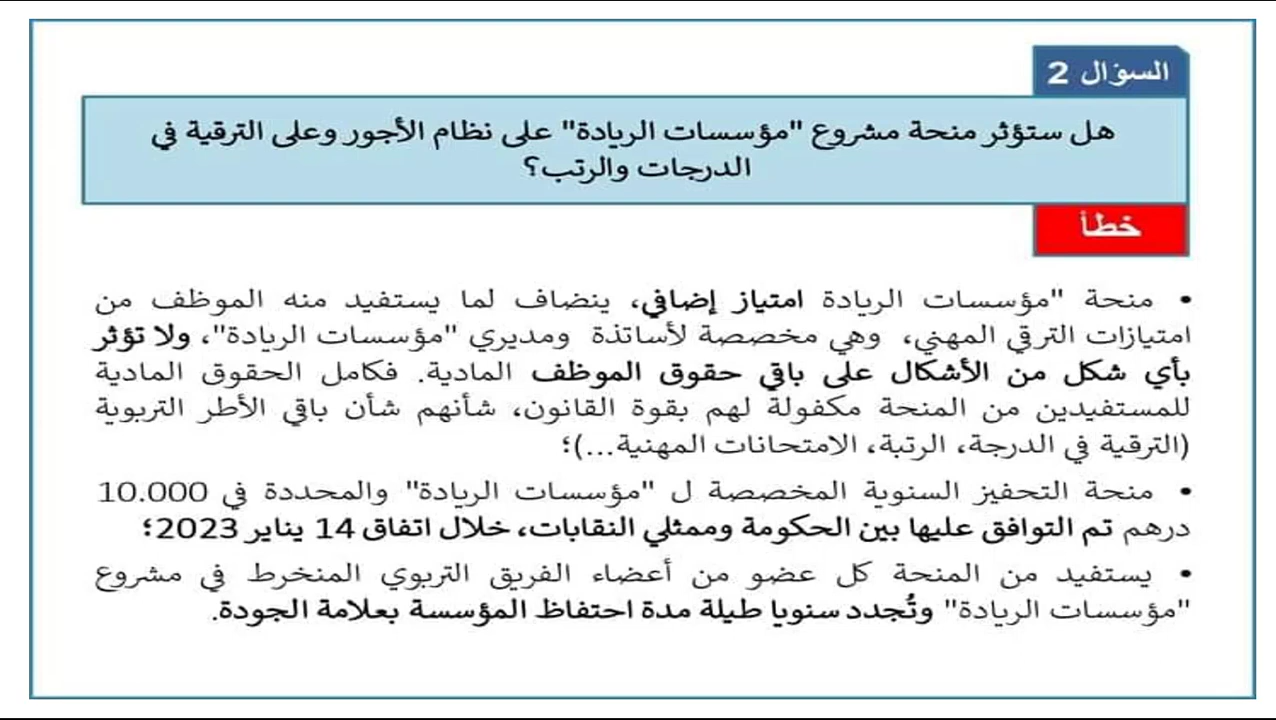 السؤال 2
هل ستؤثر منحة مشروع "مؤسسات الريادة" على نظام الأجور وعلى الترقية في
الدرجات والرتب؟
خطأ
• منحة "مؤسسات الريادة امتياز إضافي، ينضاف لما يستفيد منه الموظف من
امتيازات الترقي المهني، وهي مخصصة لأساتذة ومديري "مؤسسات الريادة"، ولا تؤثر
بأي شكل من الأشكال على باقي حقوق الموظف المادية. فكامل الحقوق المادية
للمستفيدين من المنحة مكفولة لهم بقوة القانون، شأنهم شأن باقي الأطر التربوية
(الترقية في الدرجة، الرتبة، الامتحانات المهنية...)؛
• منحة التحفيز السنوية المخصصة ل "مؤسسات الريادة" والمحددة في 10.000
درهم تم التوافق عليها بين الحكومة وممثلي النقابات، خلال اتفاق 14 يناير 2023؛
• يستفيد من المنحة كل عضو من أعضاء الفريق التربوي المنخرط في مشروع
"مؤسسات الريادة" وتُجدد سنويا طيلة مدة احتفاظ المؤسسة بعلامة الجودة.